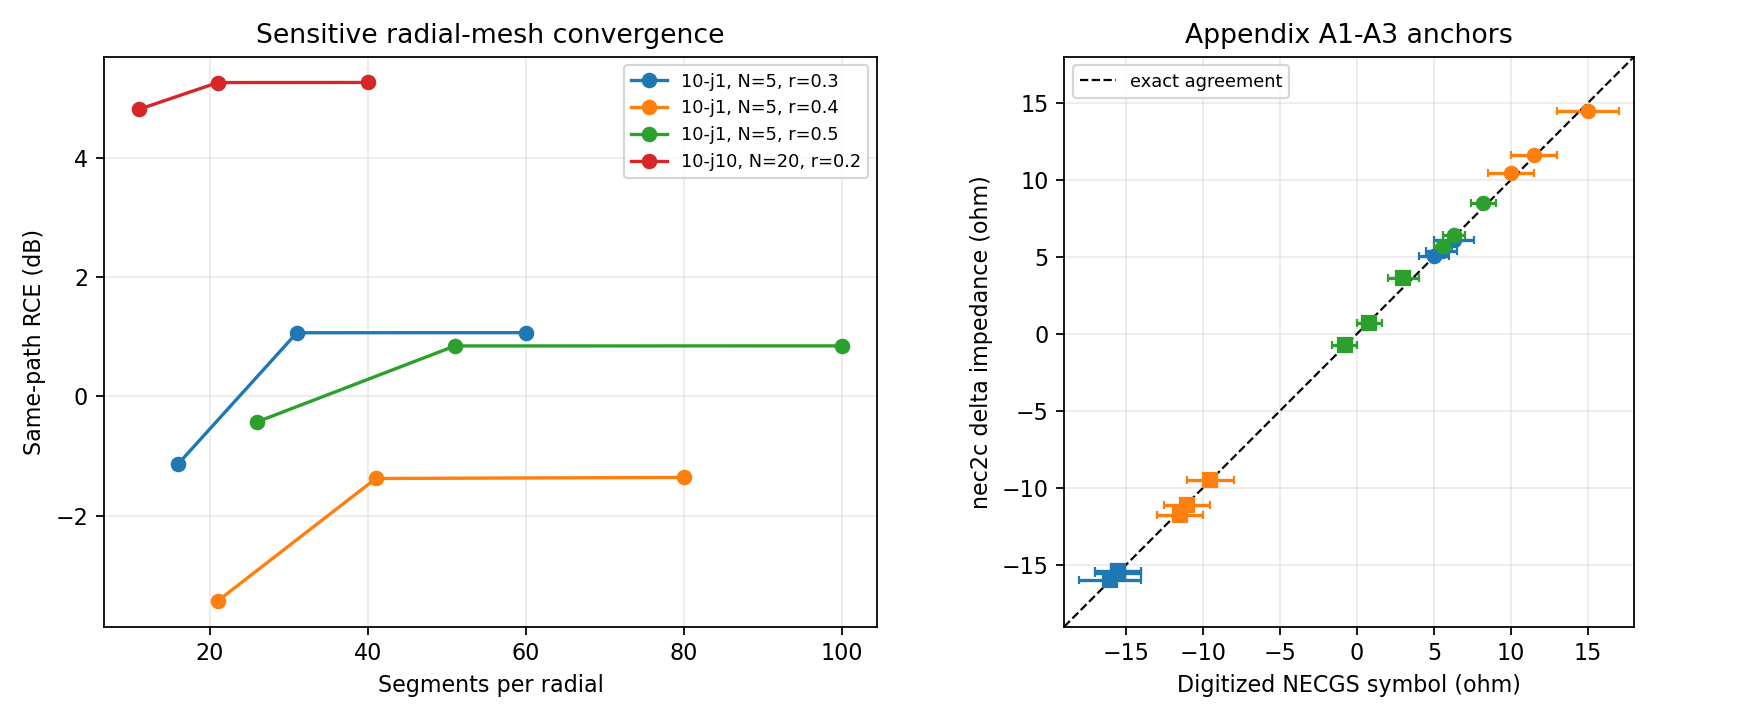 Sensitive radial-mesh convergence
Same-path RCE (dB)
4
2
0
−2
10-j1, N=5, r=0.3
10-j1, N=5, r=0.4
10-j1, N=5, r=0.5
10-j10, N=20, r=0.2
20 40 60 80 100
Segments per radial
Appendix A1-A3 anchors
nec2c delta impedance (ohm)
exact agreement
15
10
5
0
−5
−10
−15
−15 −10 −5 0 5 10 15
Digitized NECGS symbol (ohm)